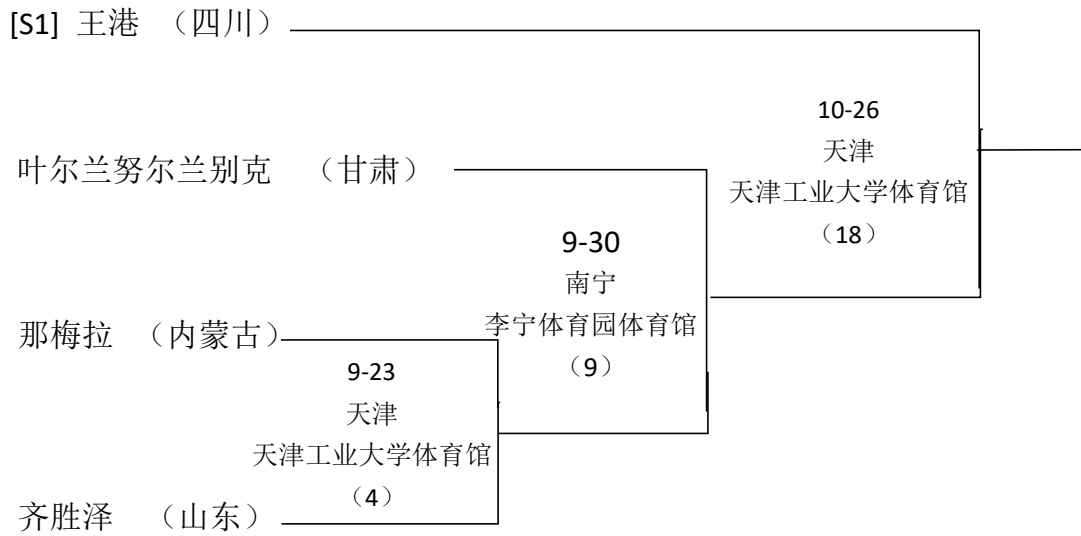 [S1] 王港 （四川）
10-26
天津
天津工业大学体育馆
（18）
叶尔兰努尔兰别克 （甘肃）
9-30
南宁
李宁体育园体育馆
（9）
那梅拉 （内蒙古）
9-23
天津
天津工业大学体育馆
（4）
齐胜泽 （山东）